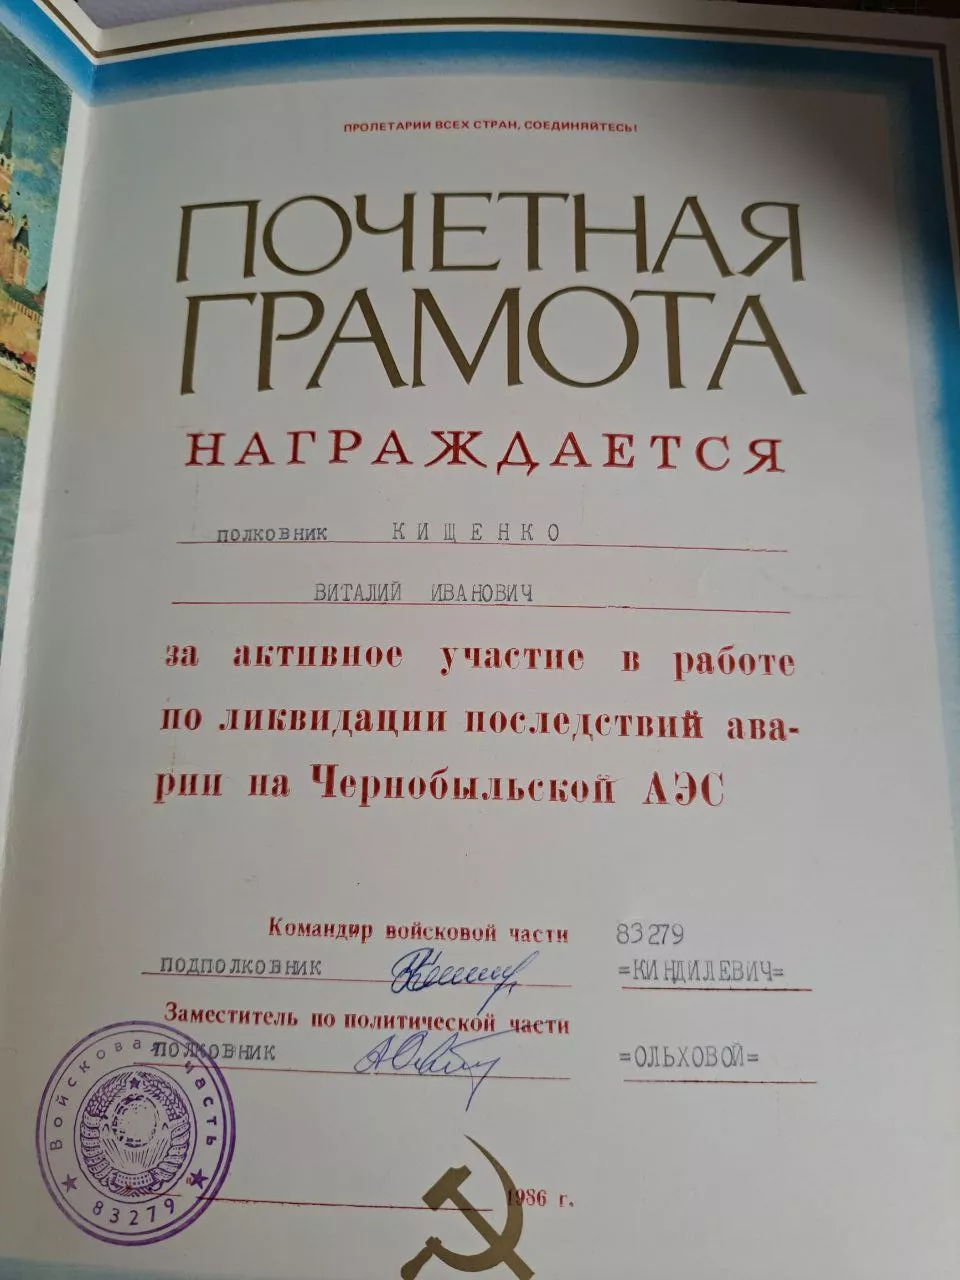 ПРОЛЕТАРИИ ВСЕХ СТРАН, СОЕДИНЯЙТЕСЬ!
ПОЧЕТНАЯ
ГРАМОТА
НАГРАЖДАЕТСЯ
ПОЛКОВНИК КИЩЕНКО
ВИТАЛИЙ ИВАНОВИЧ
за активное участие в работе
по ликвидации последствий ава-
рии на Чернобыльской АЭС
Командир войсковой части 83279
ПОДПОЛКОВНИК =КИНДИЛЕВИЧ=
Заместитель по политической части
ПОЛКОВНИК =ОЛЬХОВОЙ=
Войсковая часть
83279
1986 г.